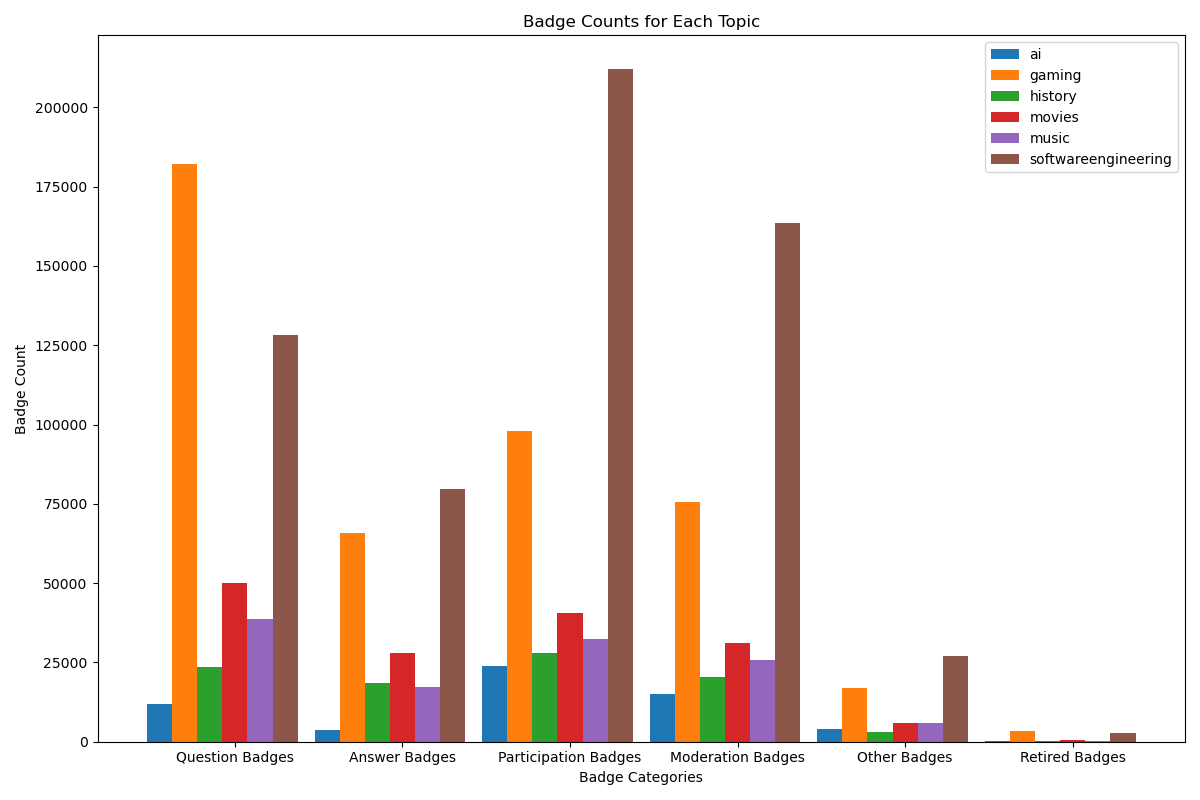 Badge Counts for Each Topic
ai
gaming
history
movies
music
softwareengineering
Badge Count
200000
175000
150000
125000
100000
75000
50000
25000
0
Question Badges
Answer Badges
Participation Badges
Moderation Badges
Other Badges
Retired Badges
Badge Categories